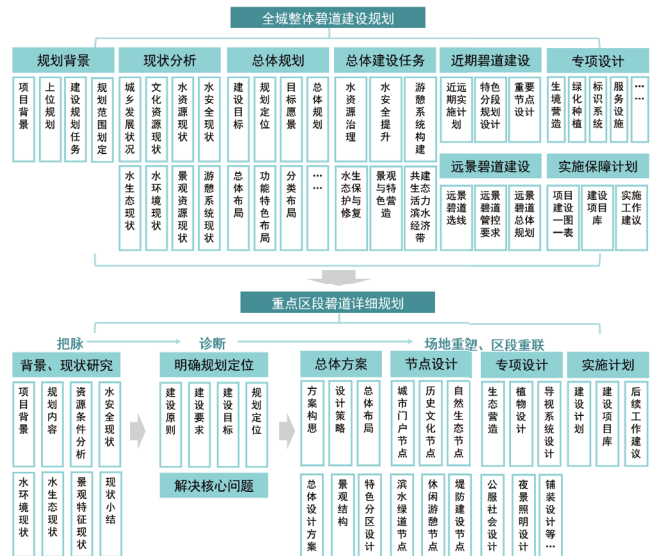 全域整体碧道建设规划
规划背景
项目背景
上位规划
建设规划任务
规划范围划定
现状分析
城乡发展状况
文化资源现状
水资源现状
水安全现状
水生态现状
水环境现状
景观资源现状
游憩系统现状
总体规划
建设目标
规划定位
目标愿景
总体规划
总体布局
功能特色布局
分类布局
……
总体建设任务
水资源治理
水安全提升
游憩系统构建
水生态保护与修复
景观与特色营造
共建生态活力滨水经济带
近期碧道建设
近远期实施计划
特色分段规划设计
重要节点设计
远景碧道建设
远景碧道选线
远景碧道管控要求
远景碧道总体规划
专项设计
生境营造
绿化种植
标识系统
服务设施
……
实施保障计划
项目建设一图一表
建设项目库
实施工作建议
重点区段碧道详细规划
把脉
诊断
场地重塑、区段重联
背景、现状研究
项目背景
规划内容
资源条件分析
水安全现状
水环境现状
水生态现状
景观特征现状
现状小结
明确规划定位
建设原则
建设要求
建设目标
规划定位
解决核心问题
总体方案
方案构思
设计策略
总体布局
总体设计方案
景观结构
特色分区设计
节点设计
城市门户节点
历史文化节点
自然生态节点
滨水绿道节点
休闲游憩节点
堤防建设节点
专项设计
生态营造
植物设计
导视系统设计
公服社会设计
夜景照明设计
铺装设计等…
实施计划
建设计划
建设项目库
后续工作建议